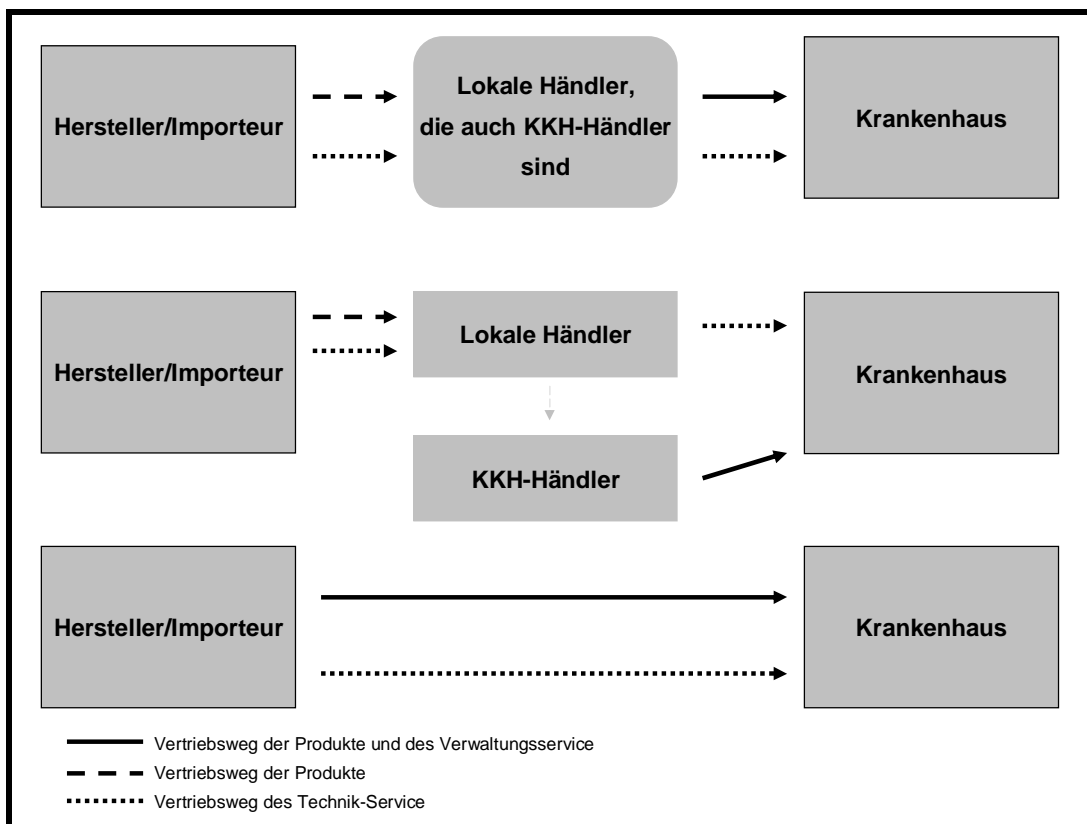 Hersteller/Importeur
Lokale Händler,
die auch KKH-Händler
sind
Krankenhaus
Hersteller/Importeur
Lokale Händler
KKH-Händler
Krankenhaus
Hersteller/Importeur
Krankenhaus
Vertriebsweg der Produkte und des Verwaltungsservice
Vertriebsweg der Produkte
Vertriebsweg des Technik-Service